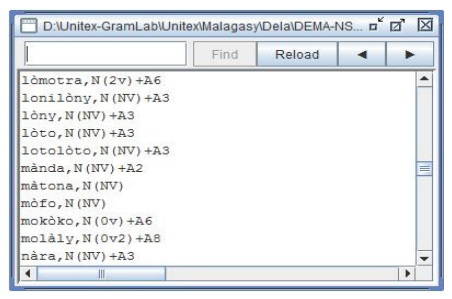 D:\Unitex-GramLab\Unitex\Malagasy\Dela\DEMA-NS...
Find Reload
lòmotra,N(2v)+A6
lonilòny,N(NV)+A3
lòny,N(NV)+A3
lòto,N(NV)+A3
lotolòto,N(NV)+A3
mànda,N(NV)+A2
màtona,N(NV)
mòfo,N(NV)
mokòko,N(0v)+A6
molàly,N(0v2)+A8
nàra,N(NV)+A3